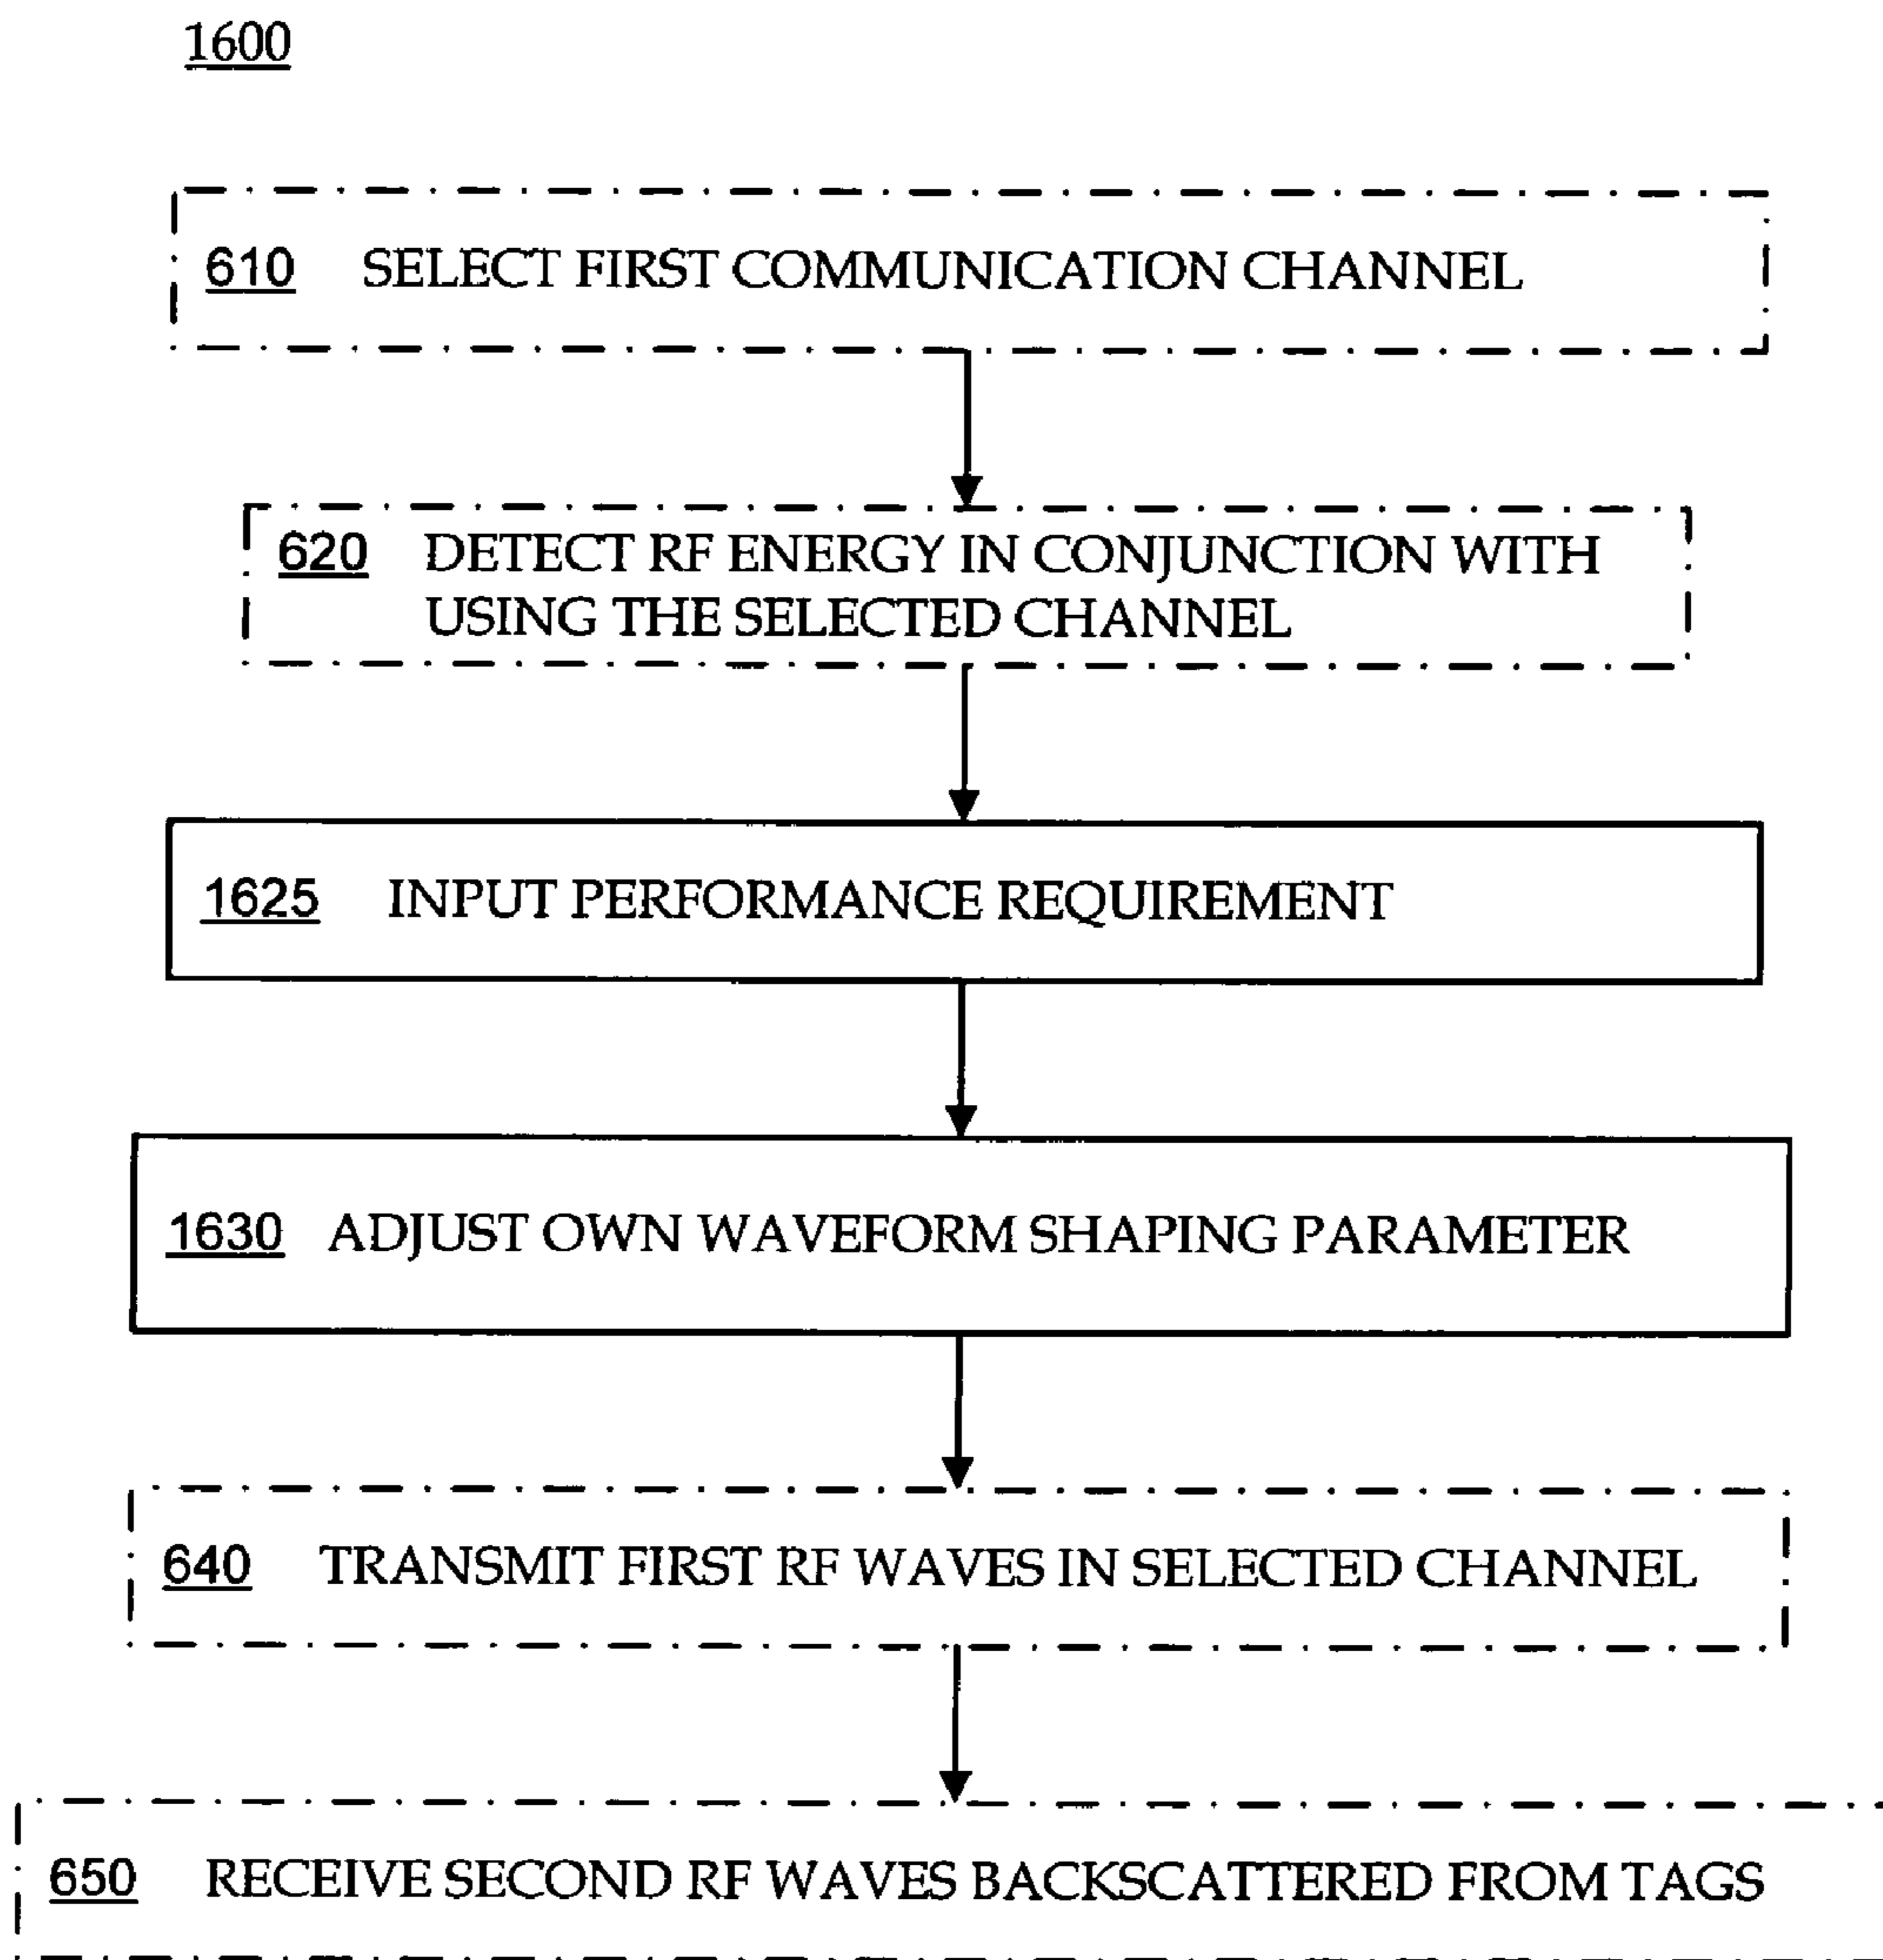 1600
610 SELECT FIRST COMMUNICATION CHANNEL
620 DETECT RF ENERGY IN CONJUNCTION WITH
USING THE SELECTED CHANNEL
1625 INPUT PERFORMANCE REQUIREMENT
1630 ADJUST OWN WAVEFORM SHAPING PARAMETER
640 TRANSMIT FIRST RF WAVES IN SELECTED CHANNEL
650 RECEIVE SECOND RF WAVES BACKSCATTERED FROM TAGS